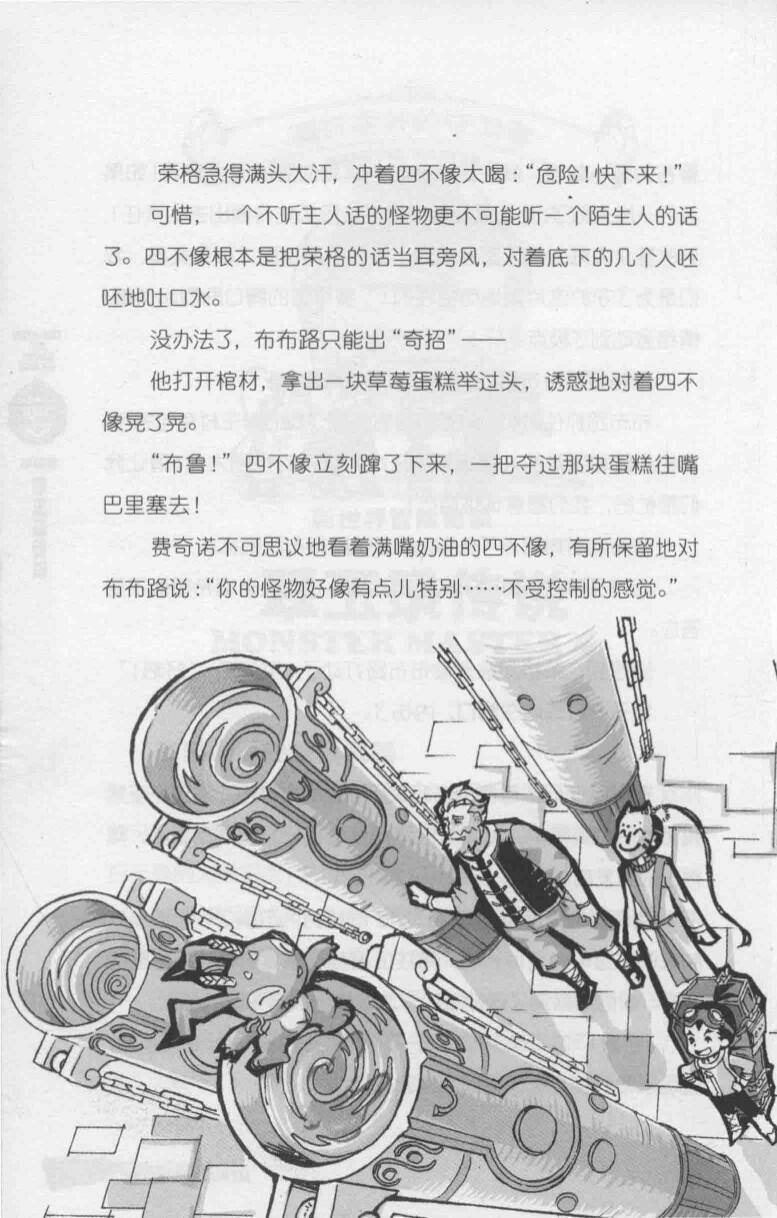 荣格急得满头大汗，冲着四不像大喝：“危险！快下来！”
可惜，一个不听主人话的怪物更不可能听一个陌生人的话
了。四不像根本是把荣格的话当耳旁风，对着底下的几个人呸
呸地吐口水。
没办法了，布布路只能出“奇招”——
他打开棺材，拿出一块草莓蛋糕举过头，诱惑地对着四不
像晃了晃。
“布鲁！”四不像立刻蹿了下来，一把夺过那块蛋糕往嘴
巴里塞去！
费奇诺不可思议地看着满嘴奶油的四不像，有所保留地对
布布路说：“你的怪物好像有点儿特别……不受控制的感觉。”